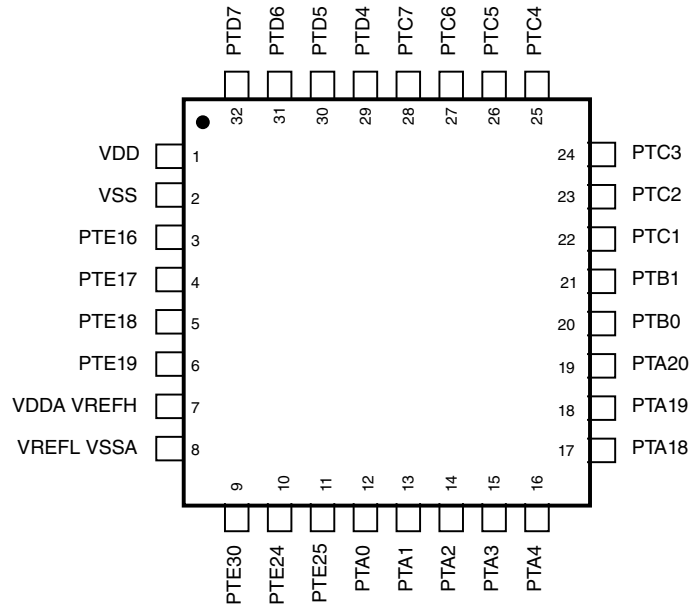 PTD7 PTD6 PTD5 PTD4 PTC7 PTC6 PTC5 PTC4
32 31 30 29 28 27 26 25
VDD 1 24 PTC3
VSS 2 23 PTC2
PTE16 3 22 PTC1
PTE17 4 21 PTB1
PTE18 5 20 PTB0
PTE19 6 19 PTA20
VDDA VREFH 7 18 PTA19
VREFL VSSA 8 17 PTA18
9 10 11 12 13 14 15 16
PTE30 PTE24 PTE25 PTA0 PTA1 PTA2 PTA3 PTA4